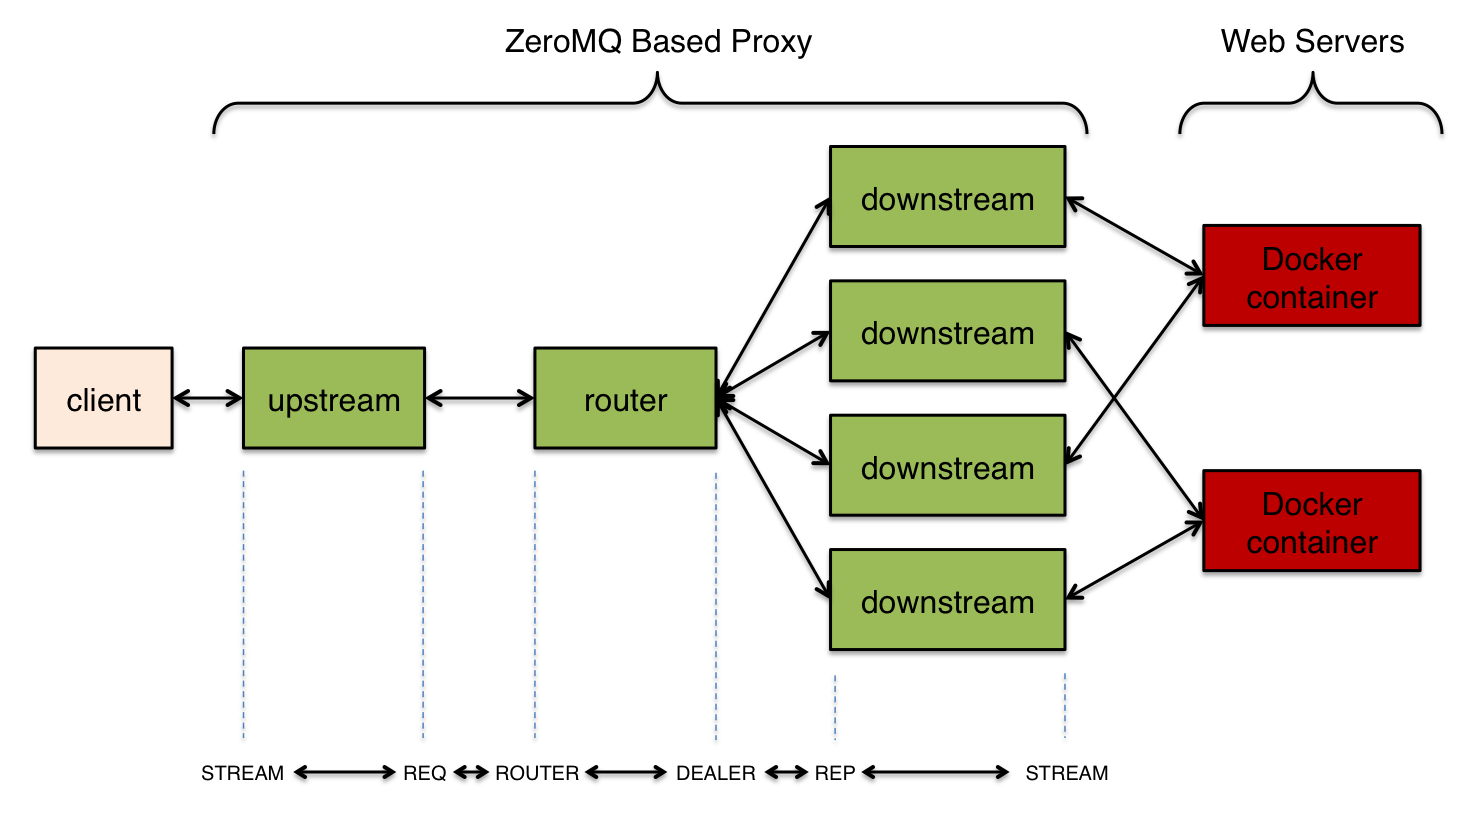 ZeroMQ Based Proxy
Web Servers
downstream
Docker
container
downstream
client
upstream
router
downstream
Docker
container
downstream
STREAM REQ ROUTER DEALER REP STREAM